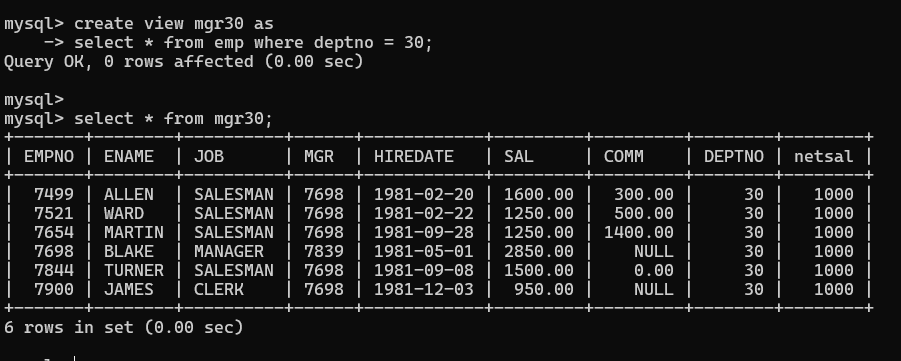 mysql> create view mgr30 as
    -> select * from emp where deptno = 30;
Query OK, 0 rows affected (0.00 sec)

mysql>
mysql> select * from mgr30;
+-------+--------+----------+------+------------+---------+---------+--------+--------+
| EMPNO | ENAME  | JOB      | MGR  | HIREDATE   | SAL     | COMM    | DEPTNO | netsal |
+-------+--------+----------+------+------------+---------+---------+--------+--------+
|  7499 | ALLEN  | SALESMAN | 7698 | 1981-02-20 | 1600.00 |  300.00 |     30 |   1000 |
|  7521 | WARD   | SALESMAN | 7698 | 1981-02-22 | 1250.00 |  500.00 |     30 |   1000 |
|  7654 | MARTIN | SALESMAN | 7698 | 1981-09-28 | 1250.00 | 1400.00 |     30 |   1000 |
|  7698 | BLAKE  | MANAGER  | 7839 | 1981-05-01 | 2850.00 |    NULL |     30 |   1000 |
|  7844 | TURNER | SALESMAN | 7698 | 1981-09-08 | 1500.00 |    0.00 |     30 |   1000 |
|  7900 | JAMES  | CLERK    | 7698 | 1981-12-03 |  950.00 |    NULL |     30 |   1000 |
+-------+--------+----------+------+------------+---------+---------+--------+--------+
6 rows in set (0.00 sec)